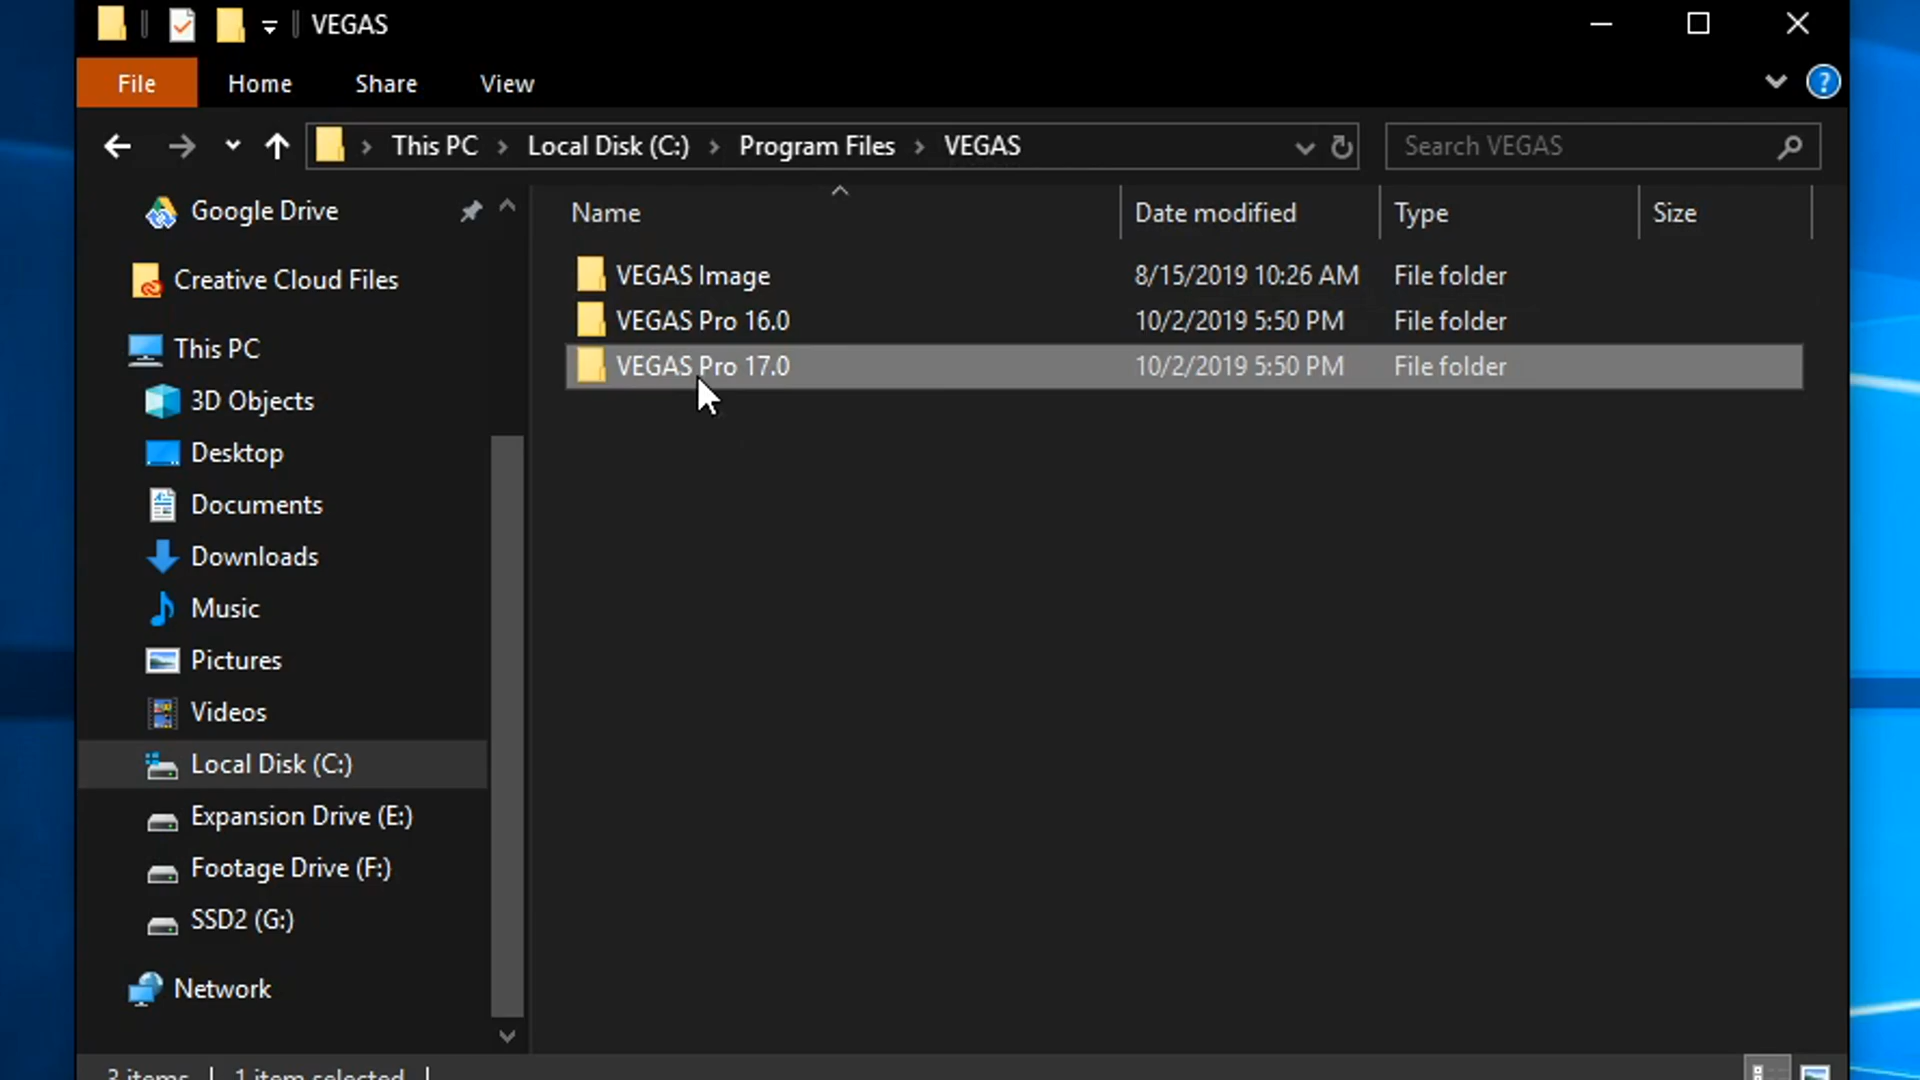 VEGAS
File Home Share View
This PC Local Disk (C:) Program Files VEGAS
Search VEGAS
Name Date modified Type Size
VEGAS Image 8/15/2019 10:26 AM File folder
VEGAS Pro 16.0 10/2/2019 5:50 PM File folder
VEGAS Pro 17.0 10/2/2019 5:50 PM File folder
Google Drive
Creative Cloud Files
This PC
3D Objects
Desktop
Documents
Downloads
Music
Pictures
Videos
Local Disk (C:)
Expansion Drive (E:)
Footage Drive (F:)
SSD2 (G:)
Network
3 items 1 item selected